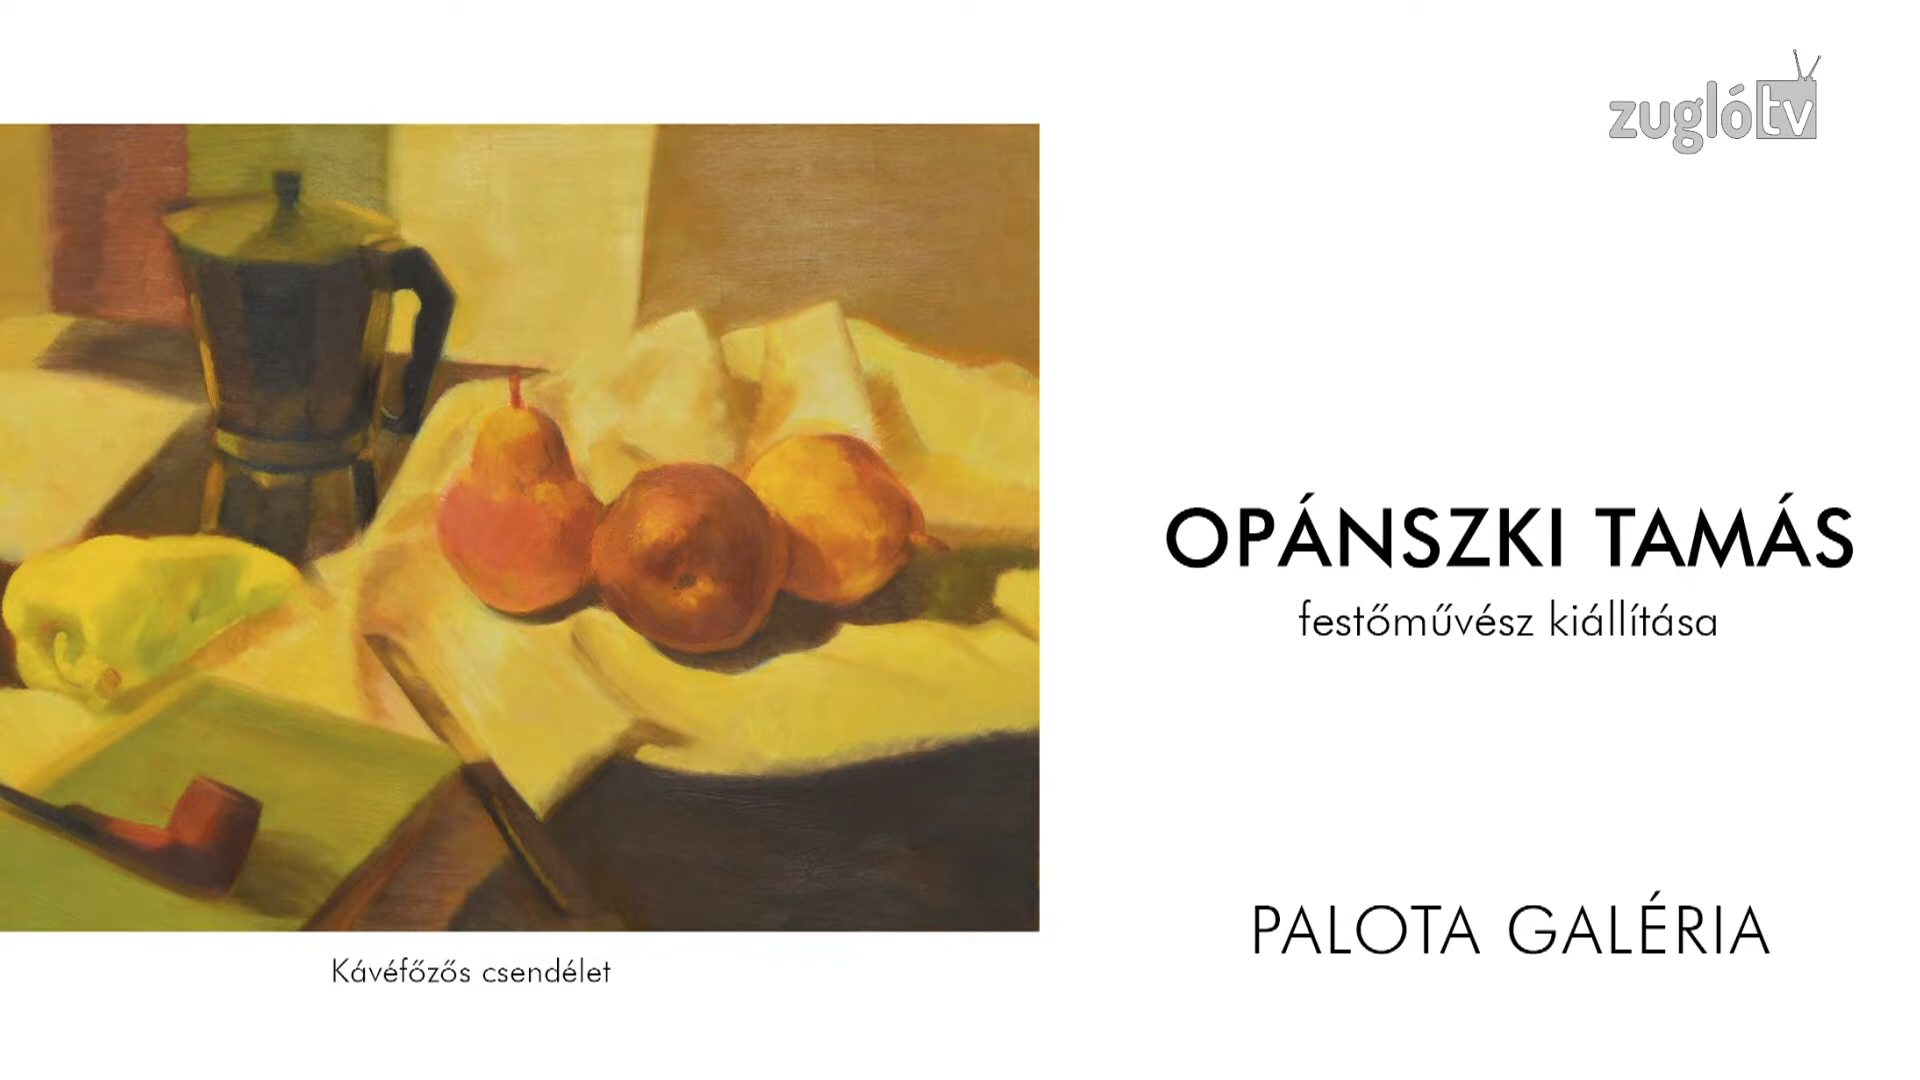 zuglótv
OPÁNSZKI TAMÁS
festőművész kiállítása
PALOTA GALÉRIA
Kávéfőzős csendélet